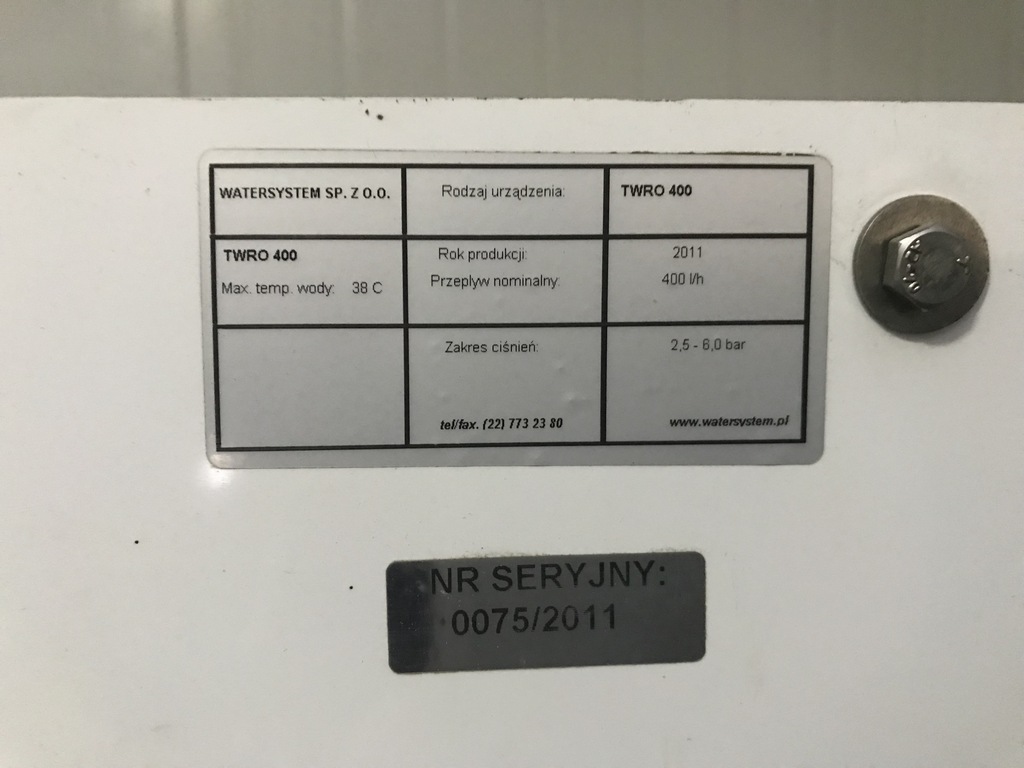 WATERSYSTEM SP. Z O.O.
Rodzaj urządzenia:
TWRO 400
TWRO 400
Max. temp. wody: 38 C
Rok produkcji:
2011
Przepływ nominalny:
400 l/h
Zakres ciśnień:
2,5 - 6,0 bar
tel/fax. (22) 773 23 80
www.watersystem.pl
NR SERYJNY:
0075/2011